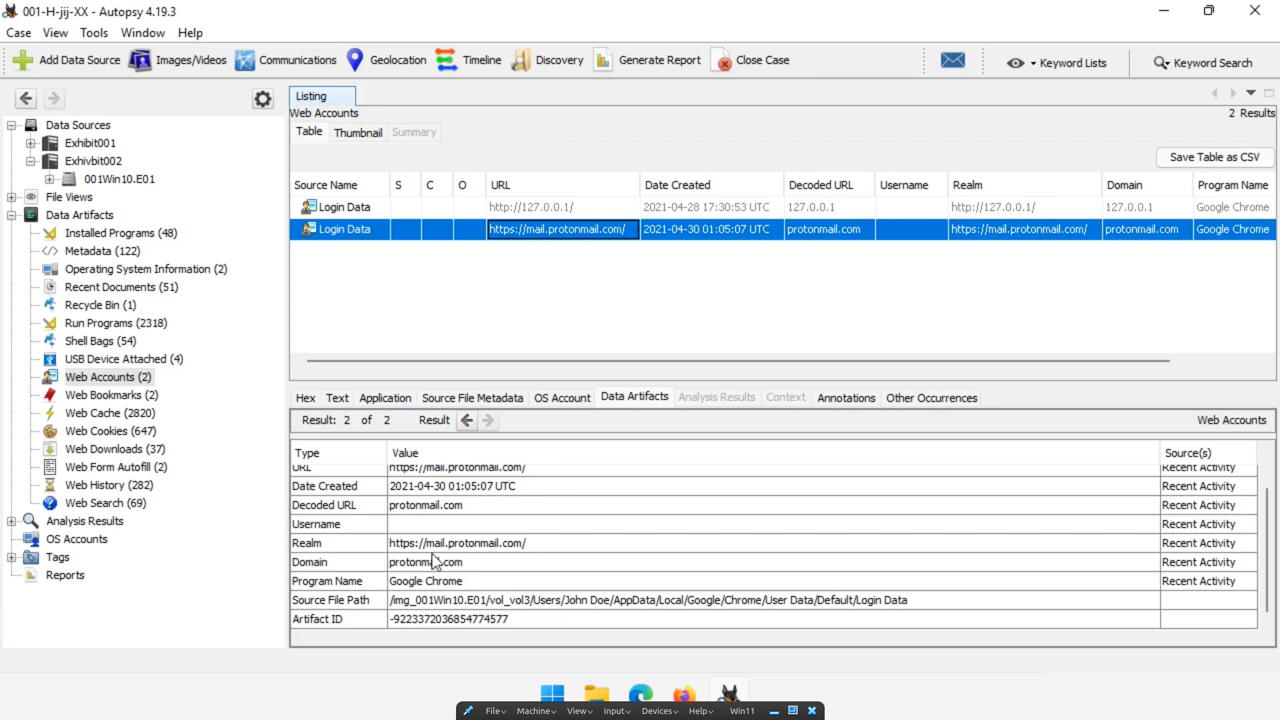 001-H-jij-XX - Autopsy 4.19.3
Case View Tools Window Help
Add Data Source Images/Videos Communications Geolocation Timeline Discovery Generate Report Close Case Keyword Lists Keyword Search
Data Sources
Exhibit001
Exhivbit002
001Win10.E01
File Views
Data Artifacts
Installed Programs (48)
Metadata (122)
Operating System Information (2)
Recent Documents (51)
Recycle Bin (1)
Run Programs (2318)
Shell Bags (54)
USB Device Attached (4)
Web Accounts (2)
Web Bookmarks (2)
Web Cache (2820)
Web Cookies (647)
Web Downloads (37)
Web Form Autofill (2)
Web History (282)
Web Search (69)
Analysis Results
OS Accounts
Tags
Reports
Listing
Web Accounts 2 Results
Table Thumbnail Summary
Save Table as CSV
Source Name S C O URL Date Created Decoded URL Username Realm Domain Program Name
Login Data http://127.0.0.1/ 2021-04-28 17:30:53 UTC 127.0.0.1 http://127.0.0.1/ 127.0.0.1 Google Chrome
Login Data https://mail.protonmail.com/ 2021-04-30 01:05:07 UTC protonmail.com https://mail.protonmail.com/ protonmail.com Google Chrome
Hex Text Application Source File Metadata OS Account Data Artifacts Analysis Results Context Annotations Other Occurrences
Result: 2 of 2 Result Web Accounts
Type Value Source(s)
URL https://mail.protonmail.com/ Recent Activity
Date Created 2021-04-30 01:05:07 UTC Recent Activity
Decoded URL protonmail.com Recent Activity
Username Recent Activity
Realm https://mail.protonmail.com/ Recent Activity
Domain protonmail.com Recent Activity
Program Name Google Chrome Recent Activity
Source File Path /img_001Win10.E01/vol_vol3/Users/John Doe/AppData/Local/Google/Chrome/User Data/Default/Login Data
Artifact ID -9223372036854774577
File Machine View Input Devices Help Win11